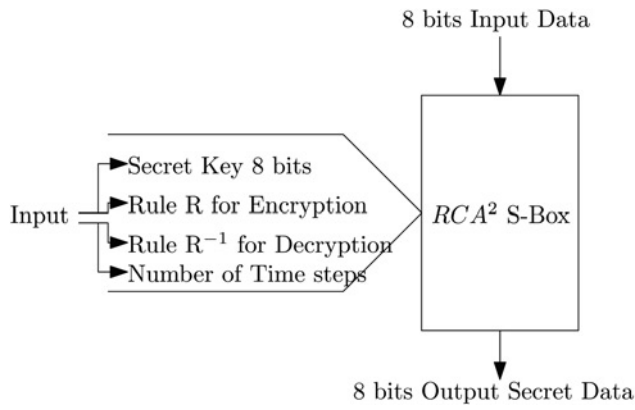 8 bits Input Data
Secret Key 8 bits
Input
Rule R for Encryption
RCA² S-Box
Rule R⁻¹ for Decryption
Number of Time steps
8 bits Output Secret Data